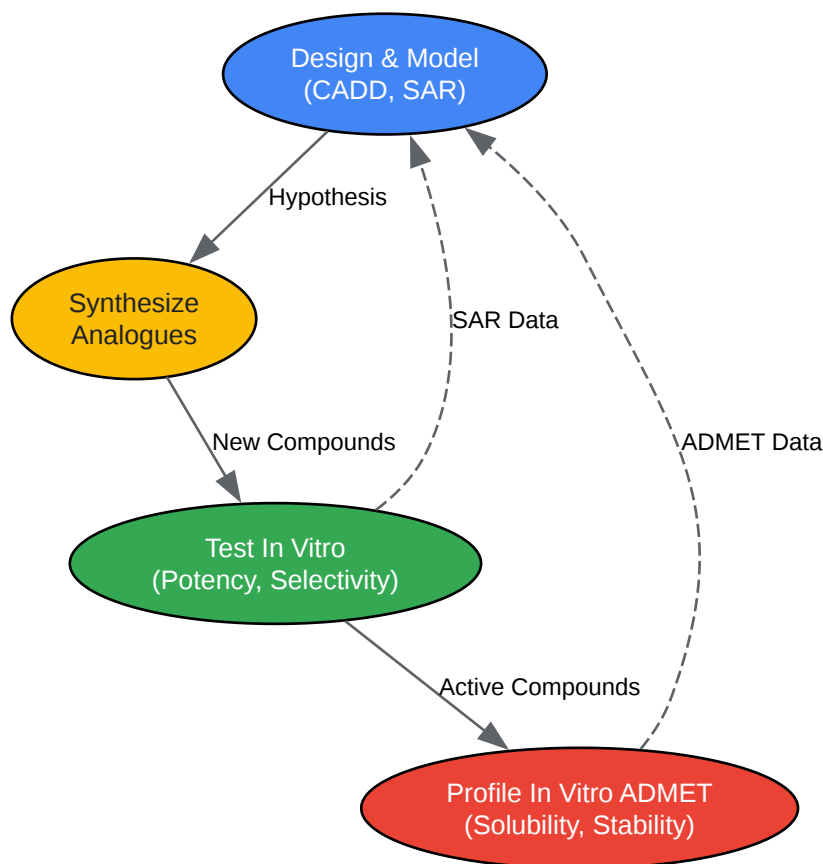 Design & Model
(CADD, SAR)
Hypothesis
Synthesize
Analogues
SAR Data
New Compounds
ADMET Data
Test In Vitro
(Potency, Selectivity)
Active Compounds
Profile In Vitro ADMET
(Solubility, Stability)